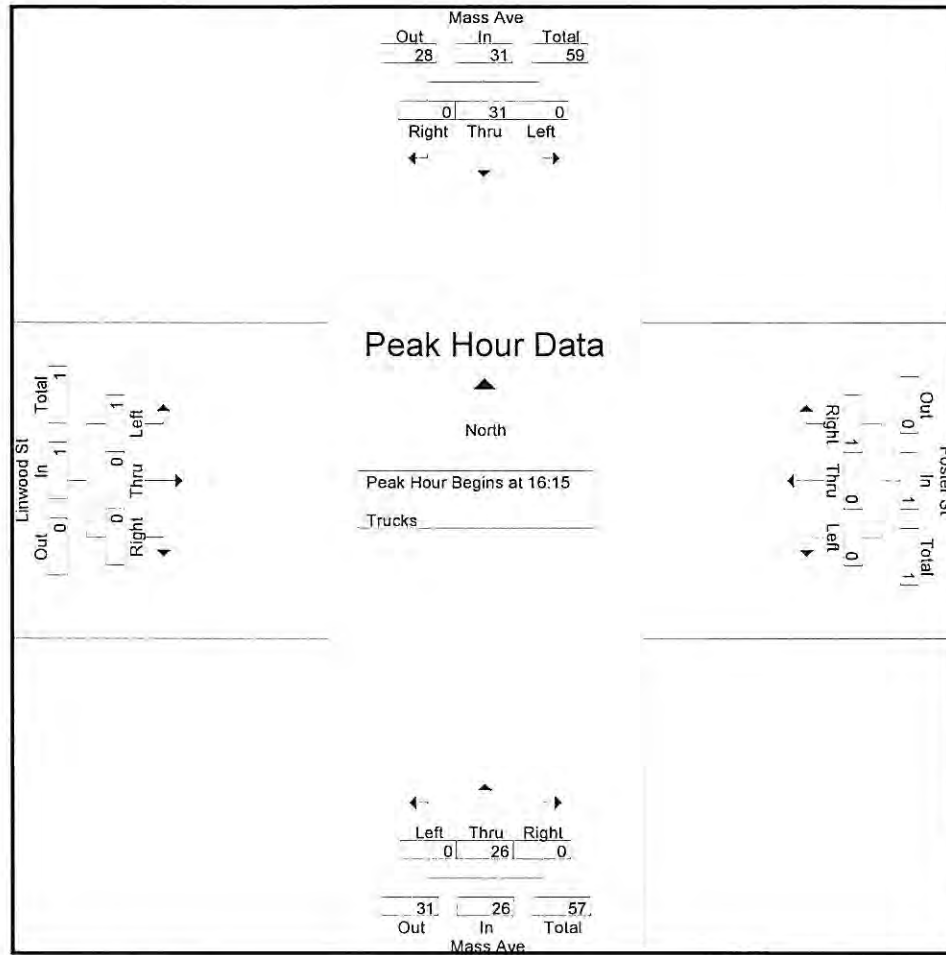 Mass Ave
Out In Total
28 31 59
0 31 0
Right Thru Left
Peak Hour Data
North
Peak Hour Begins at 16:15
Trucks
Linwood St
Out In Total
0 1 1
0 0 1
Right Thru Left
Right Thru Left
1 0 0
Out In Total
0 1 1
Foster St
Left Thru Right
0 26 0
31 26 57
Out In Total
Mass Ave